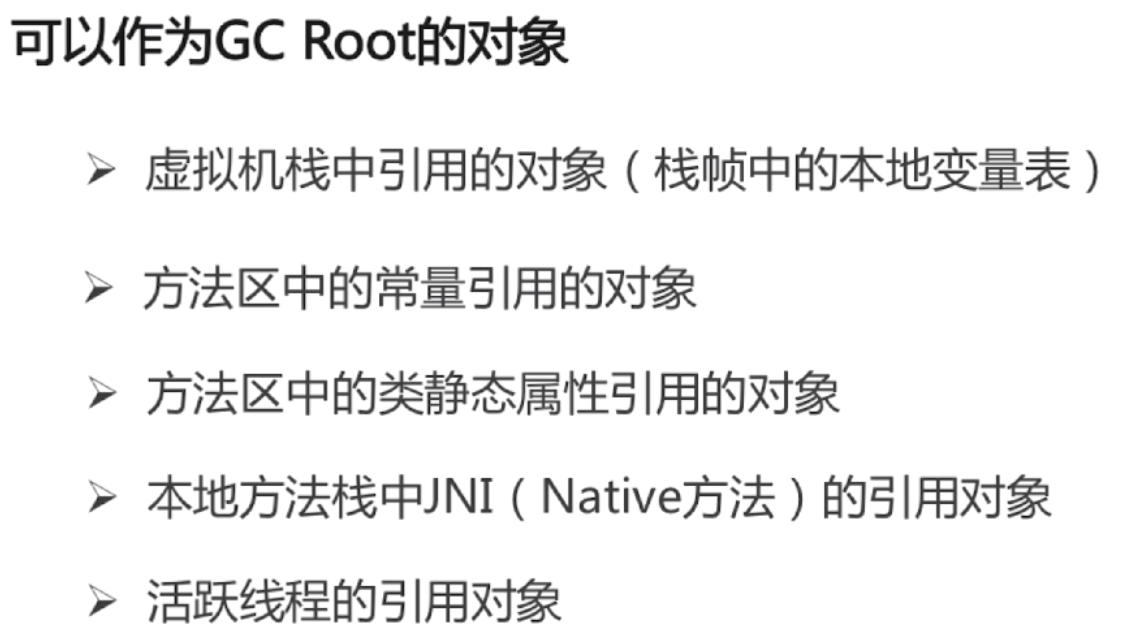 可以作为GC Root的对象
➢ 虚拟机栈中引用的对象（栈帧中的本地变量表）
➢ 方法区中的常量引用的对象
➢ 方法区中的类静态属性引用的对象
➢ 本地方法栈中JNI（Native方法）的引用对象
➢ 活跃线程的引用对象